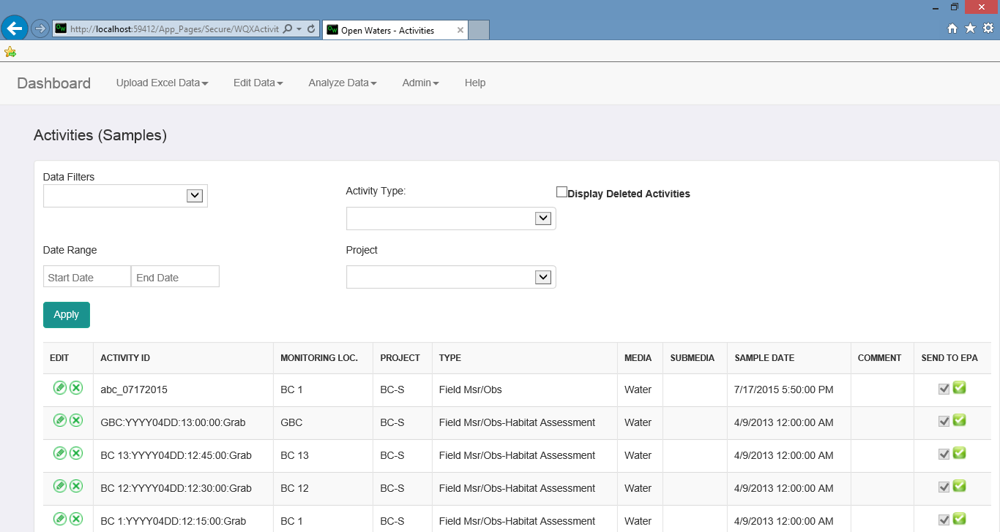 http://localhost:59412/App_Pages/Secure/WQXActivit
Open Waters - Activities
Dashboard Upload Excel Data Edit Data Analyze Data Admin Help
Activities (Samples)
Data Filters
Activity Type:
Display Deleted Activities
Date Range
Project
Start Date End Date
Apply
EDIT ACTIVITY ID MONITORING LOC. PROJECT TYPE MEDIA SUBMEDIA SAMPLE DATE COMMENT SEND TO EPA
abc_07172015 BC 1 BC-S Field Msr/Obs Water 7/17/2015 5:50:00 PM
GBC:YYYY04DD:13:00:00:Grab GBC BC-S Field Msr/Obs-Habitat Assessment Water 4/9/2013 12:00:00 AM
BC 13:YYYY04DD:12:45:00:Grab BC 13 BC-S Field Msr/Obs-Habitat Assessment Water 4/9/2013 12:00:00 AM
BC 12:YYYY04DD:12:30:00:Grab BC 12 BC-S Field Msr/Obs-Habitat Assessment Water 4/9/2013 12:00:00 AM
BC 1:YYYY04DD:12:15:00:Grab BC 1 BC-S Field Msr/Obs-Habitat Assessment Water 4/9/2013 12:00:00 AM